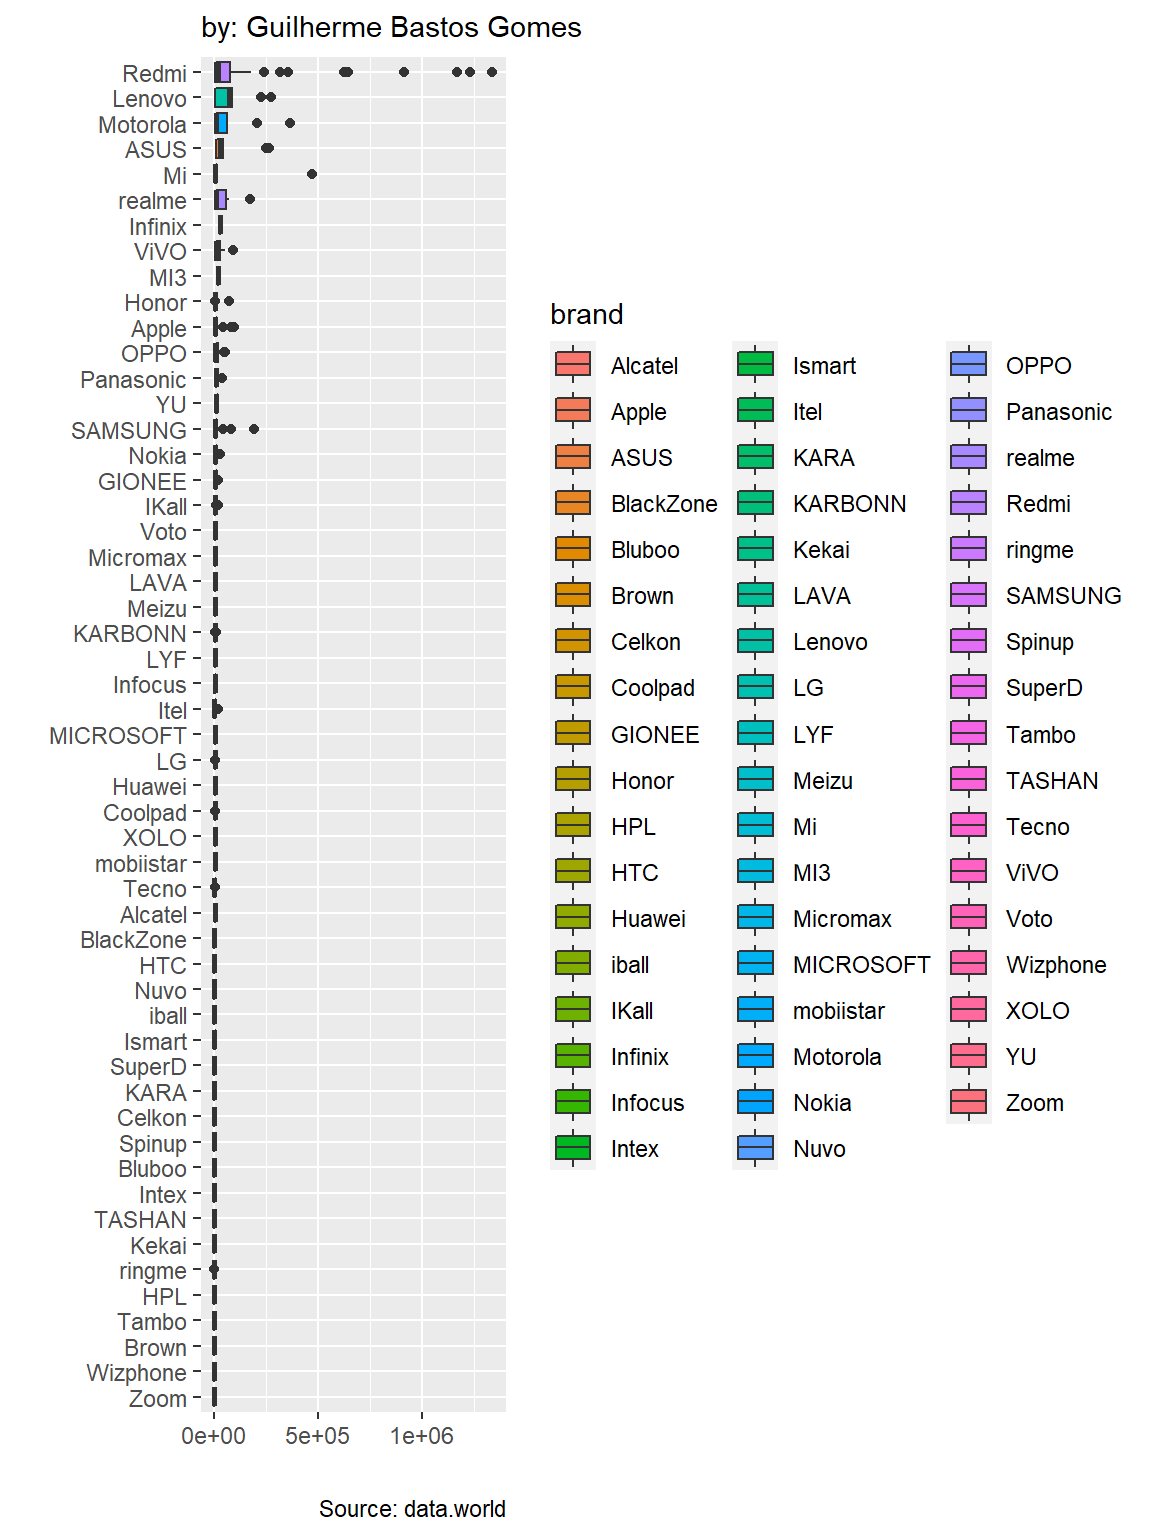 by: Guilherme Bastos Gomes
Redmi
Lenovo
Motorola
ASUS
Mi
realme
Infinix
ViVO
MI3
Honor
Apple
OPPO
Panasonic
YU
SAMSUNG
Nokia
GIONEE
IKall
Voto
Micromax
LAVA
Meizu
KARBONN
LYF
Infocus
Itel
MICROSOFT
LG
Huawei
Coolpad
XOLO
mobiistar
Tecno
Alcatel
BlackZone
HTC
Nuvo
iball
Ismart
SuperD
KARA
Celkon
Spinup
Bluboo
Intex
TASHAN
Kekai
ringme
HPL
Tambo
Brown
Wizphone
Zoom
0e+00 5e+05 1e+06
brand
Alcatel
Apple
ASUS
BlackZone
Bluboo
Brown
Celkon
Coolpad
GIONEE
Honor
HPL
HTC
Huawei
iball
IKall
Infinix
Infocus
Intex
Ismart
Itel
KARA
KARBONN
Kekai
LAVA
Lenovo
LG
LYF
Meizu
Mi
MI3
Micromax
MICROSOFT
mobiistar
Motorola
Nokia
Nuvo
OPPO
Panasonic
realme
Redmi
ringme
SAMSUNG
Spinup
SuperD
Tambo
TASHAN
Tecno
ViVO
Voto
Wizphone
XOLO
YU
Zoom
Source: data.world